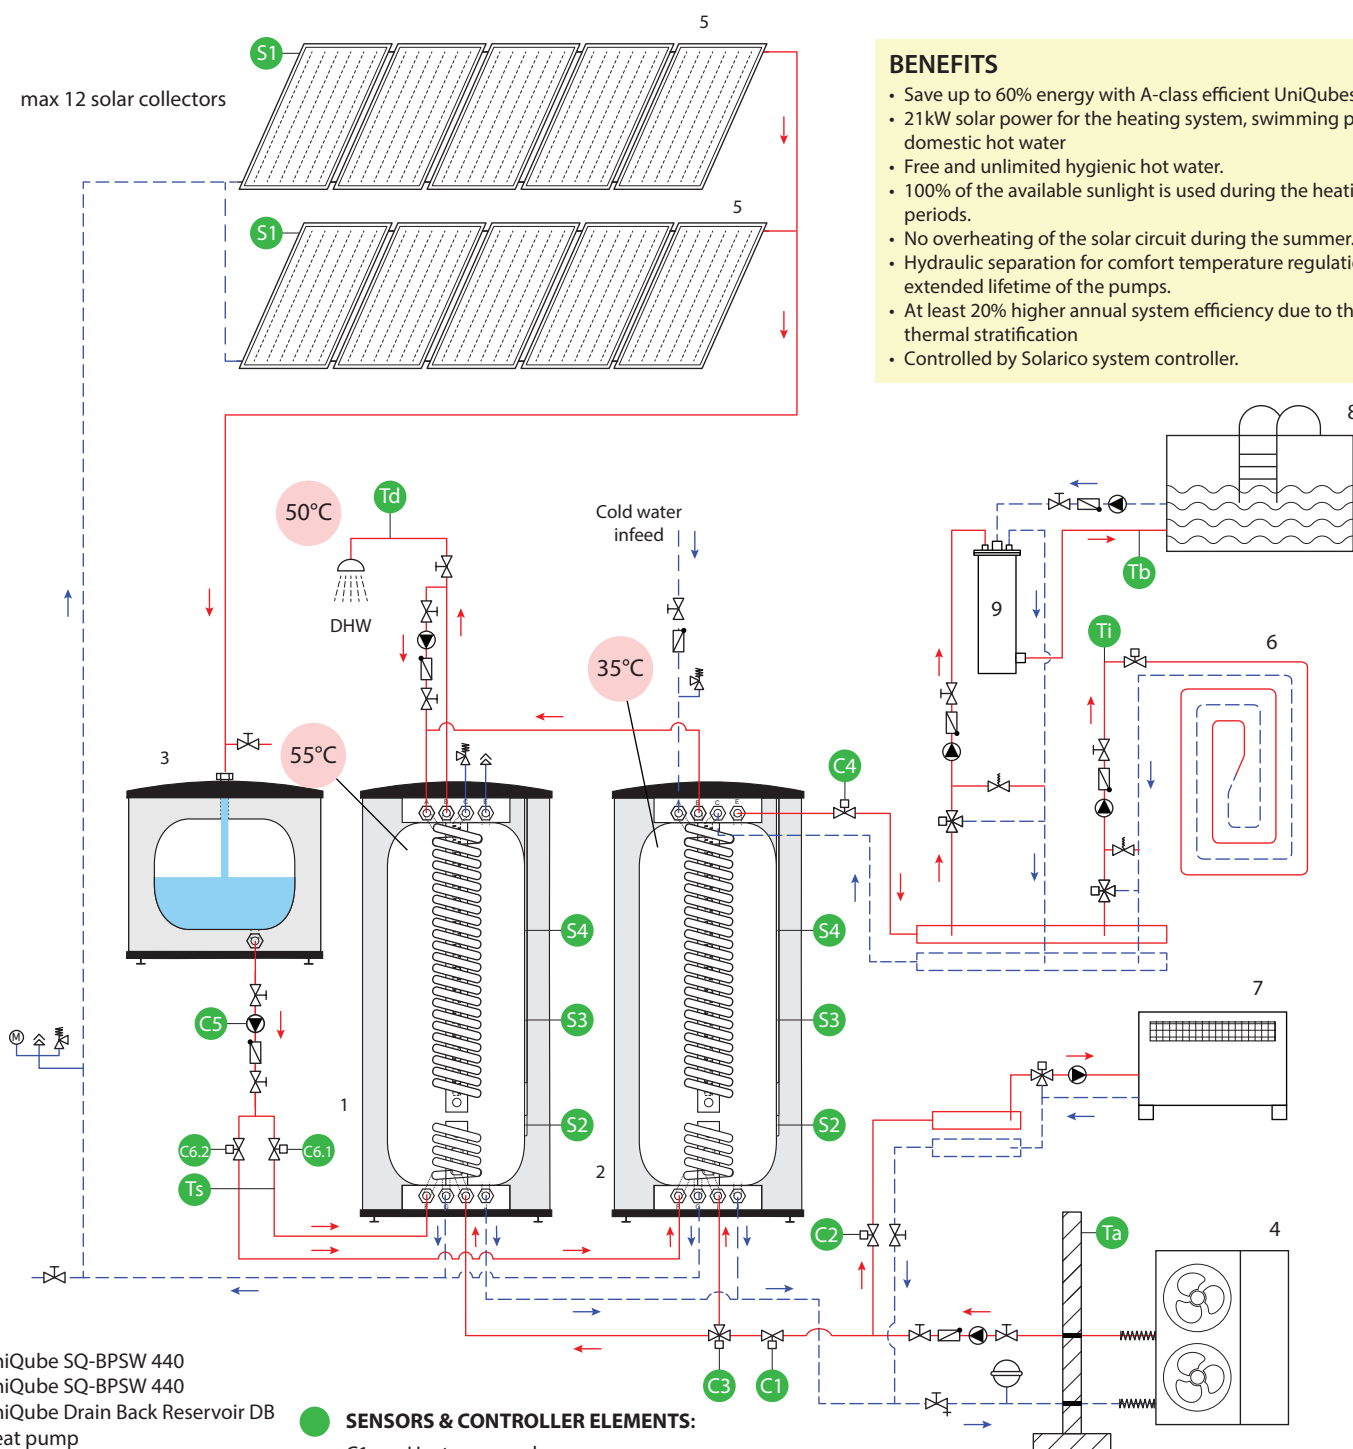 5
S1
max 12 solar collectors
5
S1
BENEFITS
• Save up to 60% energy with A-class efficient UniQubes
• 21kW solar power for the heating system, swimming p
domestic hot water
• Free and unlimited hygienic hot water.
• 100% of the available sunlight is used during the heati
periods.
• No overheating of the solar circuit during the summer.
• Hydraulic separation for comfort temperature regulati
extended lifetime of the pumps.
• At least 20% higher annual system efficiency due to th
thermal stratification
• Controlled by Solarico system controller.
8
50°C
Td
Cold water
infeed
DHW
9
Tb
Ti
6
35°C
3
55°C
C4
A B C E
A B C E
S4
S4
S3
S3
S2
S2
C5
M
1
2
C6.2
C6.1
Ts
7
C2
Ta
4
C3
C1
niQube SQ-BPSW 440
niQube SQ-BPSW 440
niQube Drain Back Reservoir DB
eat pump
SENSORS & CONTROLLER ELEMENTS: